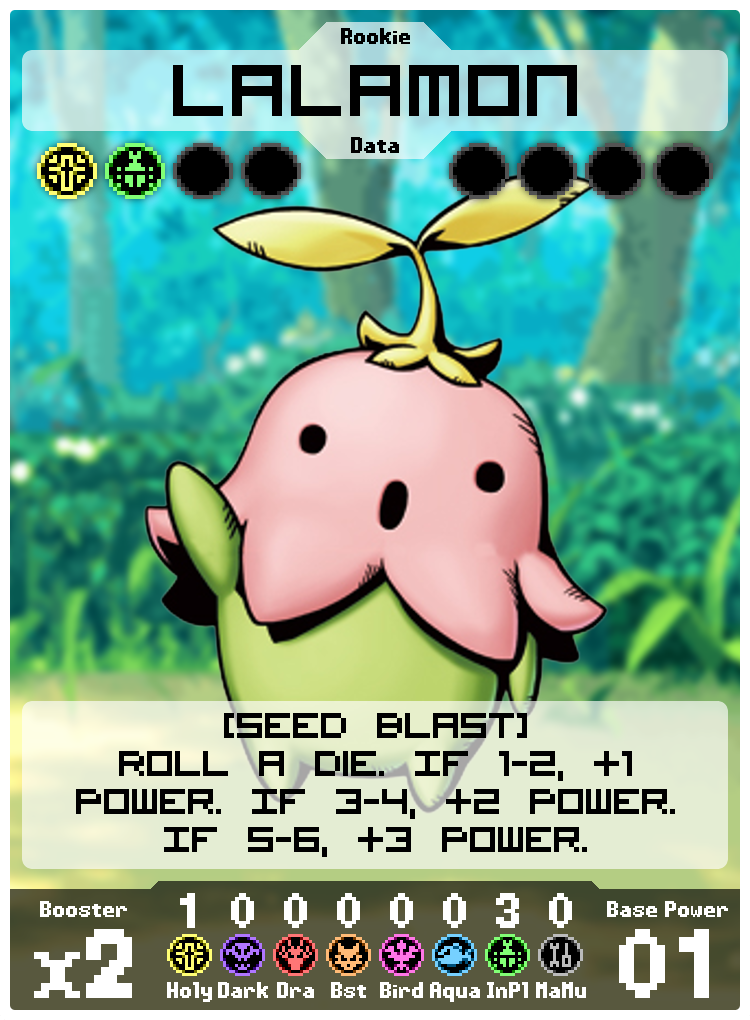 Rookie
LALAMON
Data
[SEED BLAST]
ROLL A DIE. IF 1-2, +1
POWER. IF 3-4, +2 POWER.
IF 5-6, +3 POWER.
Booster
x2
1 0 0 0 0 0 3 0
Holy Dark Dra Bst Bird Aqua InPl MaMu
Base Power
01